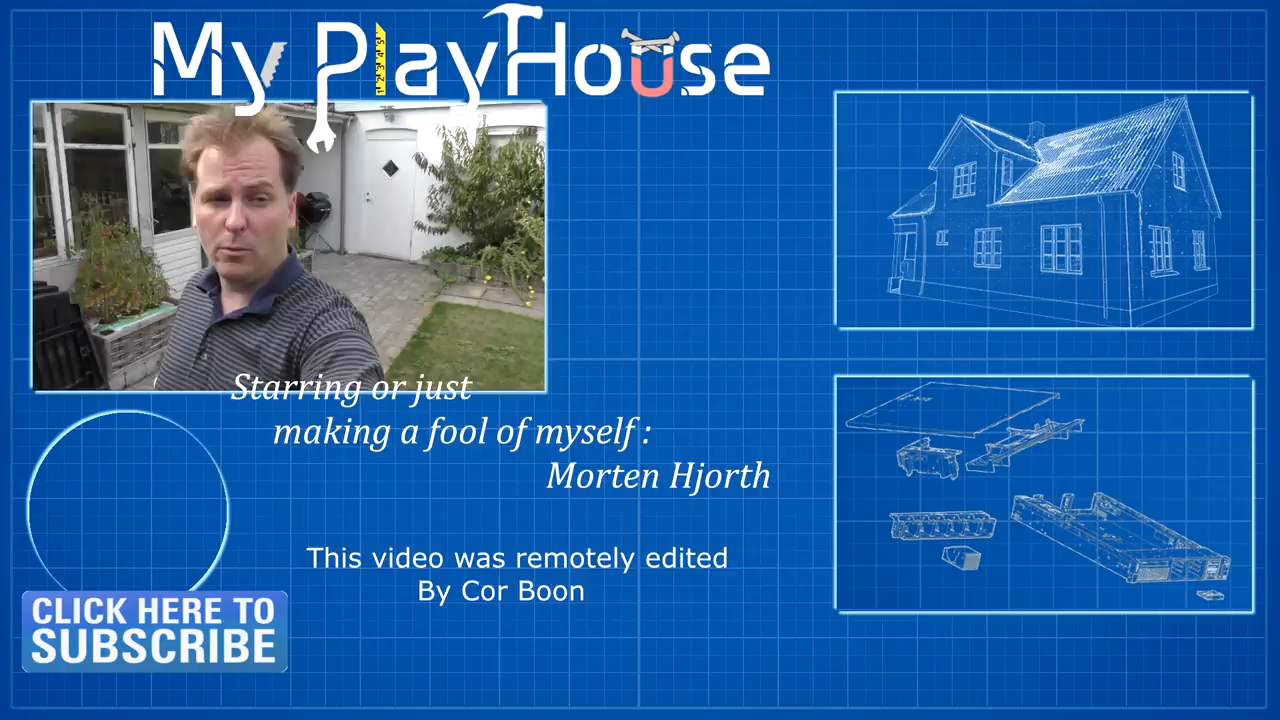 My PlayHouse
Starring or just
making a fool of myself :
Morten Hjorth
This video was remotely edited
By Cor Boon
CLICK HERE TO
SUBSCRIBE